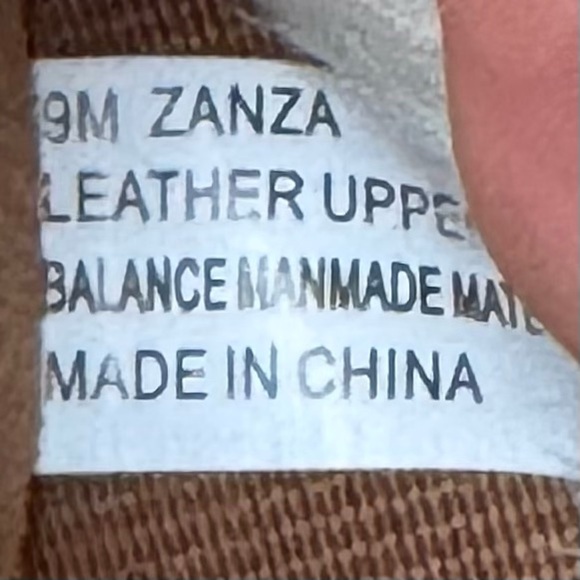 9M ZANZA
LEATHER UPPE
BALANCE MANMADE MAT
MADE IN CHINA